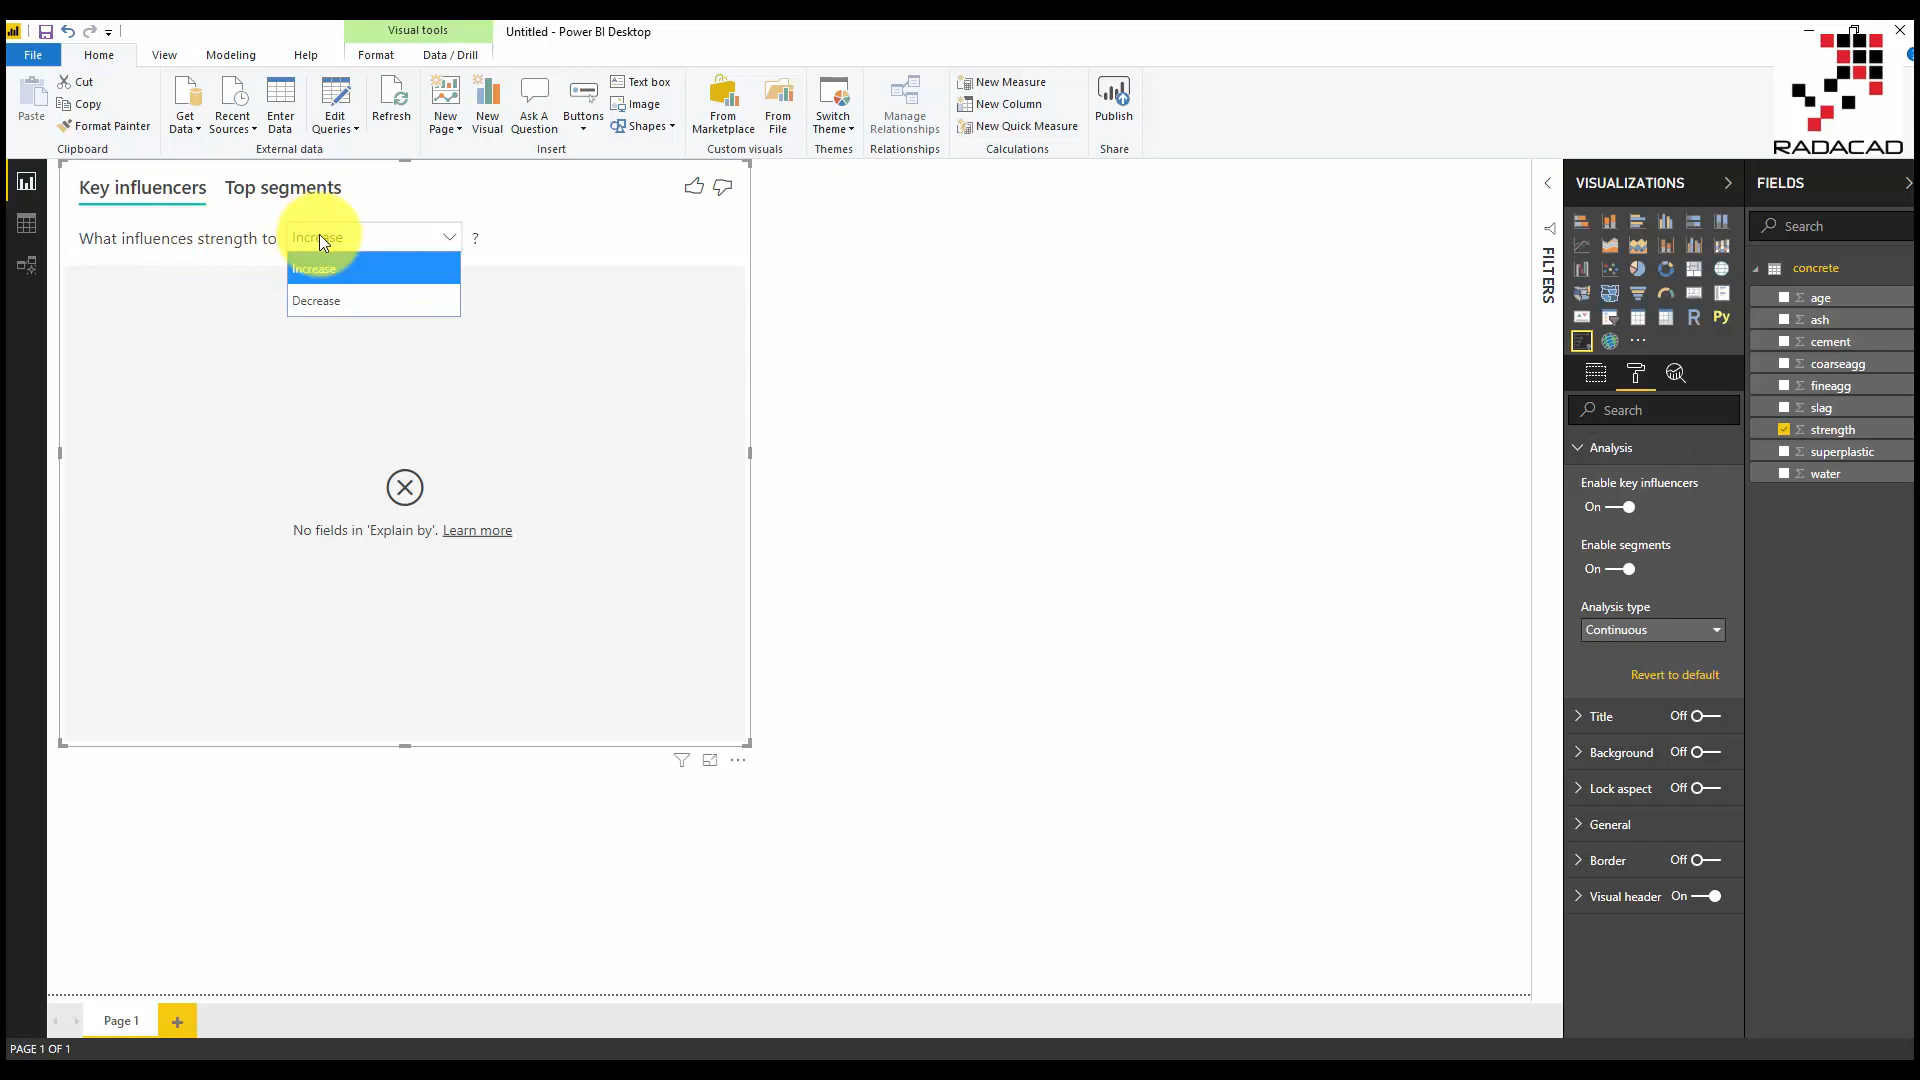 Visual tools
Untitled - Power BI Desktop
File
Home
View
Modeling
Help
Format
Data / Drill
Paste
Cut
Copy
Format Painter
Clipboard
Get Data
Recent Sources
Enter Data
Edit Queries
Refresh
External data
New Page
New Visual
Ask A Question
Buttons
Text box
Image
Shapes
Insert
From Marketplace
From File
Custom visuals
Switch Theme
Themes
Manage Relationships
Relationships
New Measure
New Column
New Quick Measure
Calculations
Publish
Share
RADACAD
Key influencers
Top segments
What influences strength to
Increase
?
Increase
Decrease
No fields in 'Explain by'. Learn more
FILTERS
VISUALIZATIONS
R
Py
Search
Analysis
Enable key influencers
On
Enable segments
On
Analysis type
Continuous
Revert to default
Title Off
Background Off
Lock aspect Off
General
Border Off
Visual header On
FIELDS
Search
concrete
age
ash
cement
coarseagg
fineagg
slag
strength
superplastic
water
Page 1
PAGE 1 OF 1